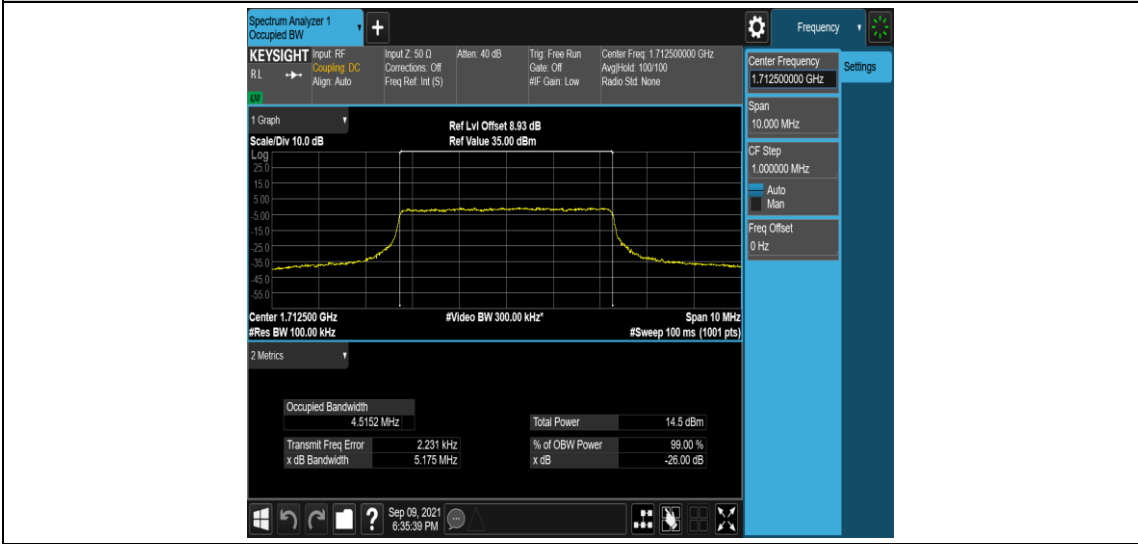 Spectrum Analyzer 1
Occupied BW
+
Frequency
KEYSIGHT
RL
LXI
Input: RF
Coupling: DC
Align: Auto
Input Z: 50 Ω
Corrections: Off
Freq Ref: Int (S)
Atten: 40 dB
Trig: Free Run
Gate: Off
#IF Gain: Low
Center Freq: 1.712500000 GHz
Avg|Hold: 100/100
Radio Std: None
Center Frequency
1.712500000 GHz
Settings
Span
10.000 MHz
CF Step
1.000000 MHz
Auto
Man
Freq Offset
0 Hz
1 Graph
Scale/Div 10.0 dB
Ref Lvl Offset 8.93 dB
Ref Value 35.00 dBm
Log
25.0
15.0
5.00
-5.00
-15.0
-25.0
-35.0
-45.0
-55.0
Center 1.712500 GHz
#Video BW 300.00 kHz*
Span 10 MHz
#Res BW 100.00 kHz
#Sweep 100 ms (1001 pts)
2 Metrics
Occupied Bandwidth
4.5152 MHz
Total Power 14.5 dBm
Transmit Freq Error 2.231 kHz
% of OBW Power 99.00 %
x dB Bandwidth 5.175 MHz
x dB -26.00 dB
?
Sep 09, 2021
6:35:39 PM